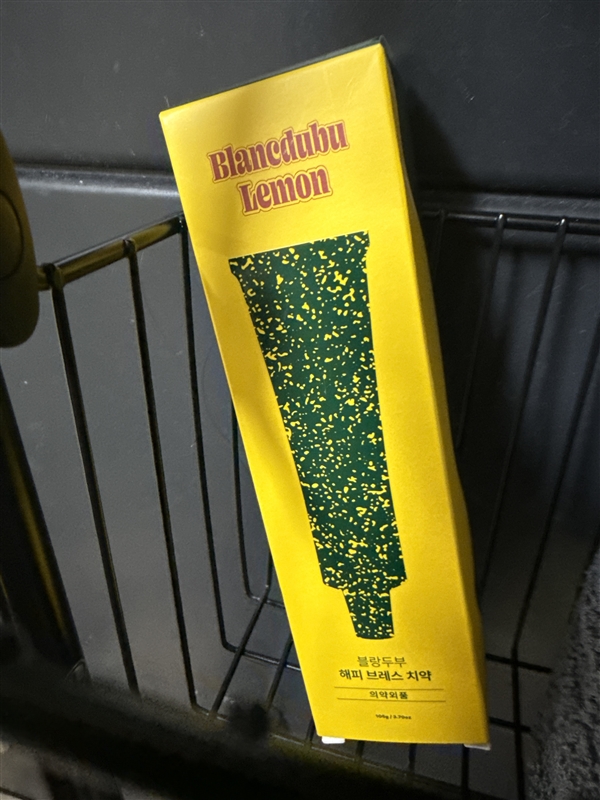 Blancdubu
Lemon
블랑두부
해피 브레스 치약
의약외품